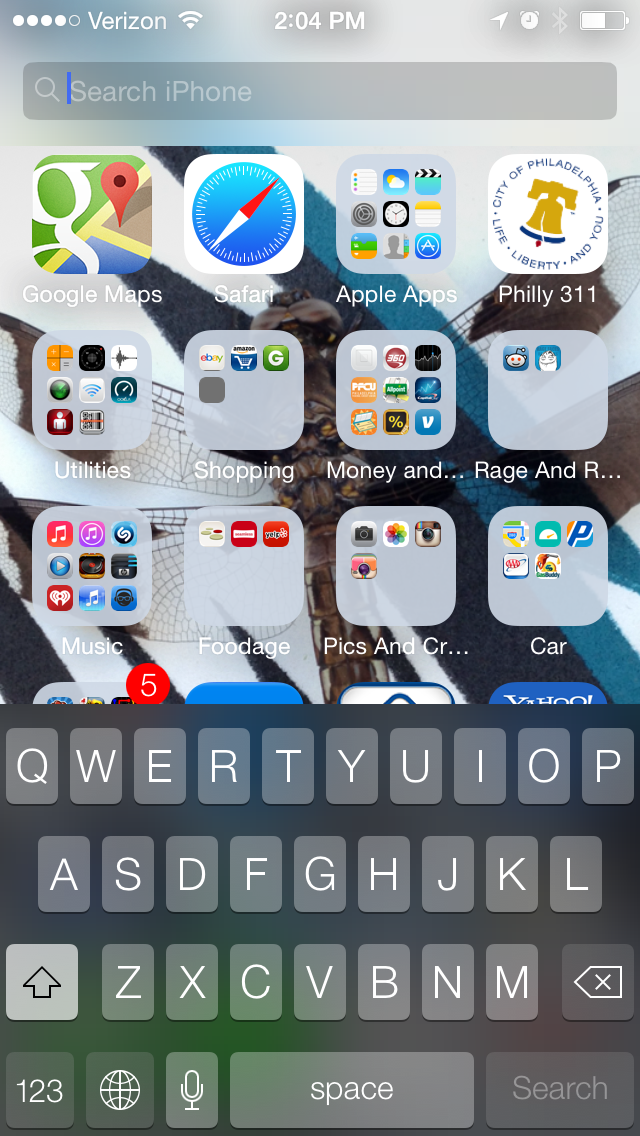 Verizon 2:04 PM
Search iPhone
CITY OF PHILADELPHIA
LIFE • LIBERTY • AND YOU
Google Maps Safari Apple Apps Philly 311
ebay amazon G 360
PFCU Allpoint
%
Utilities Shopping Money and... Rage And R...
yelp
AAA GasBuddy
Music Foodage Pics And Cr... Car
5
YAHOO!
Q W E R T Y U I O P
A S D F G H J K L
Z X C V B N M
123 space Search